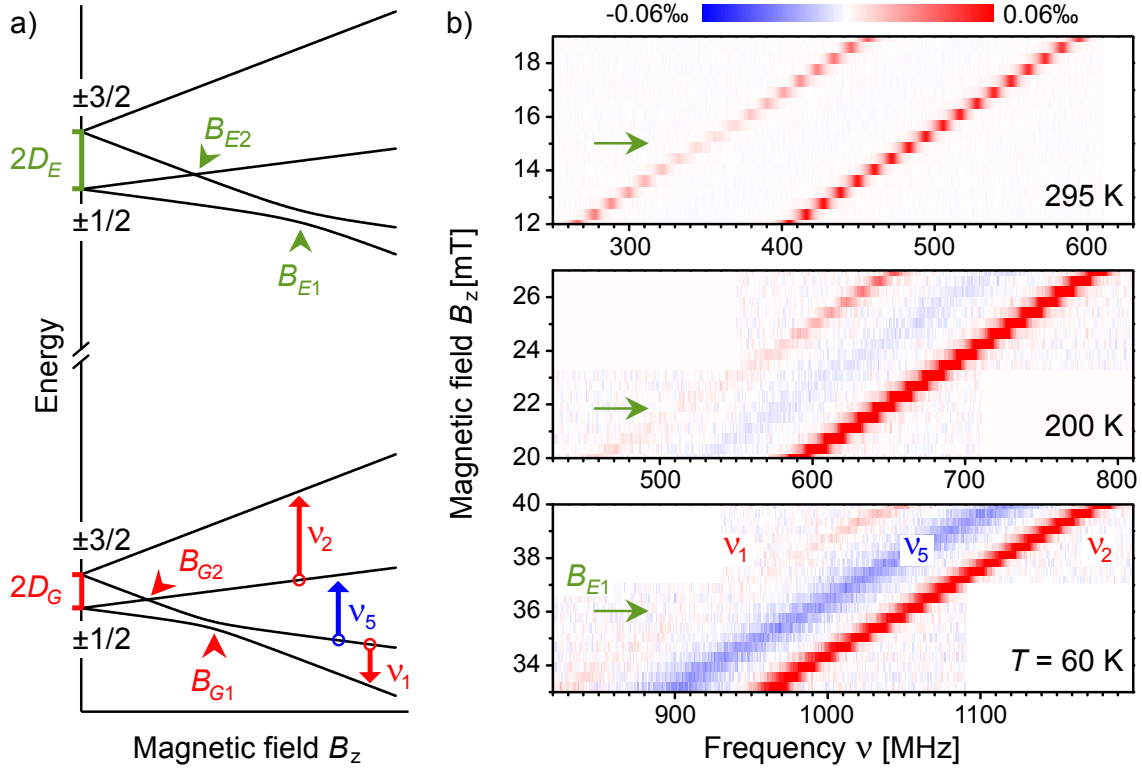 a)
±3/2
2D_E
±1/2
B_E2
B_E1
Energy
±3/2
2D_G
±1/2
B_G2
B_G1
ν_2
ν_5
ν_1
Magnetic field B_z
b)
-0.06‰ 0.06‰
Magnetic field B_z [mT]
18
16
14
12
295 K
300 400 500 600
26
24
22
20
200 K
500 600 700 800
40
38
36
34
ν_1 ν_5 ν_2
B_E1
T = 60 K
900 1000 1100
Frequency ν [MHz]